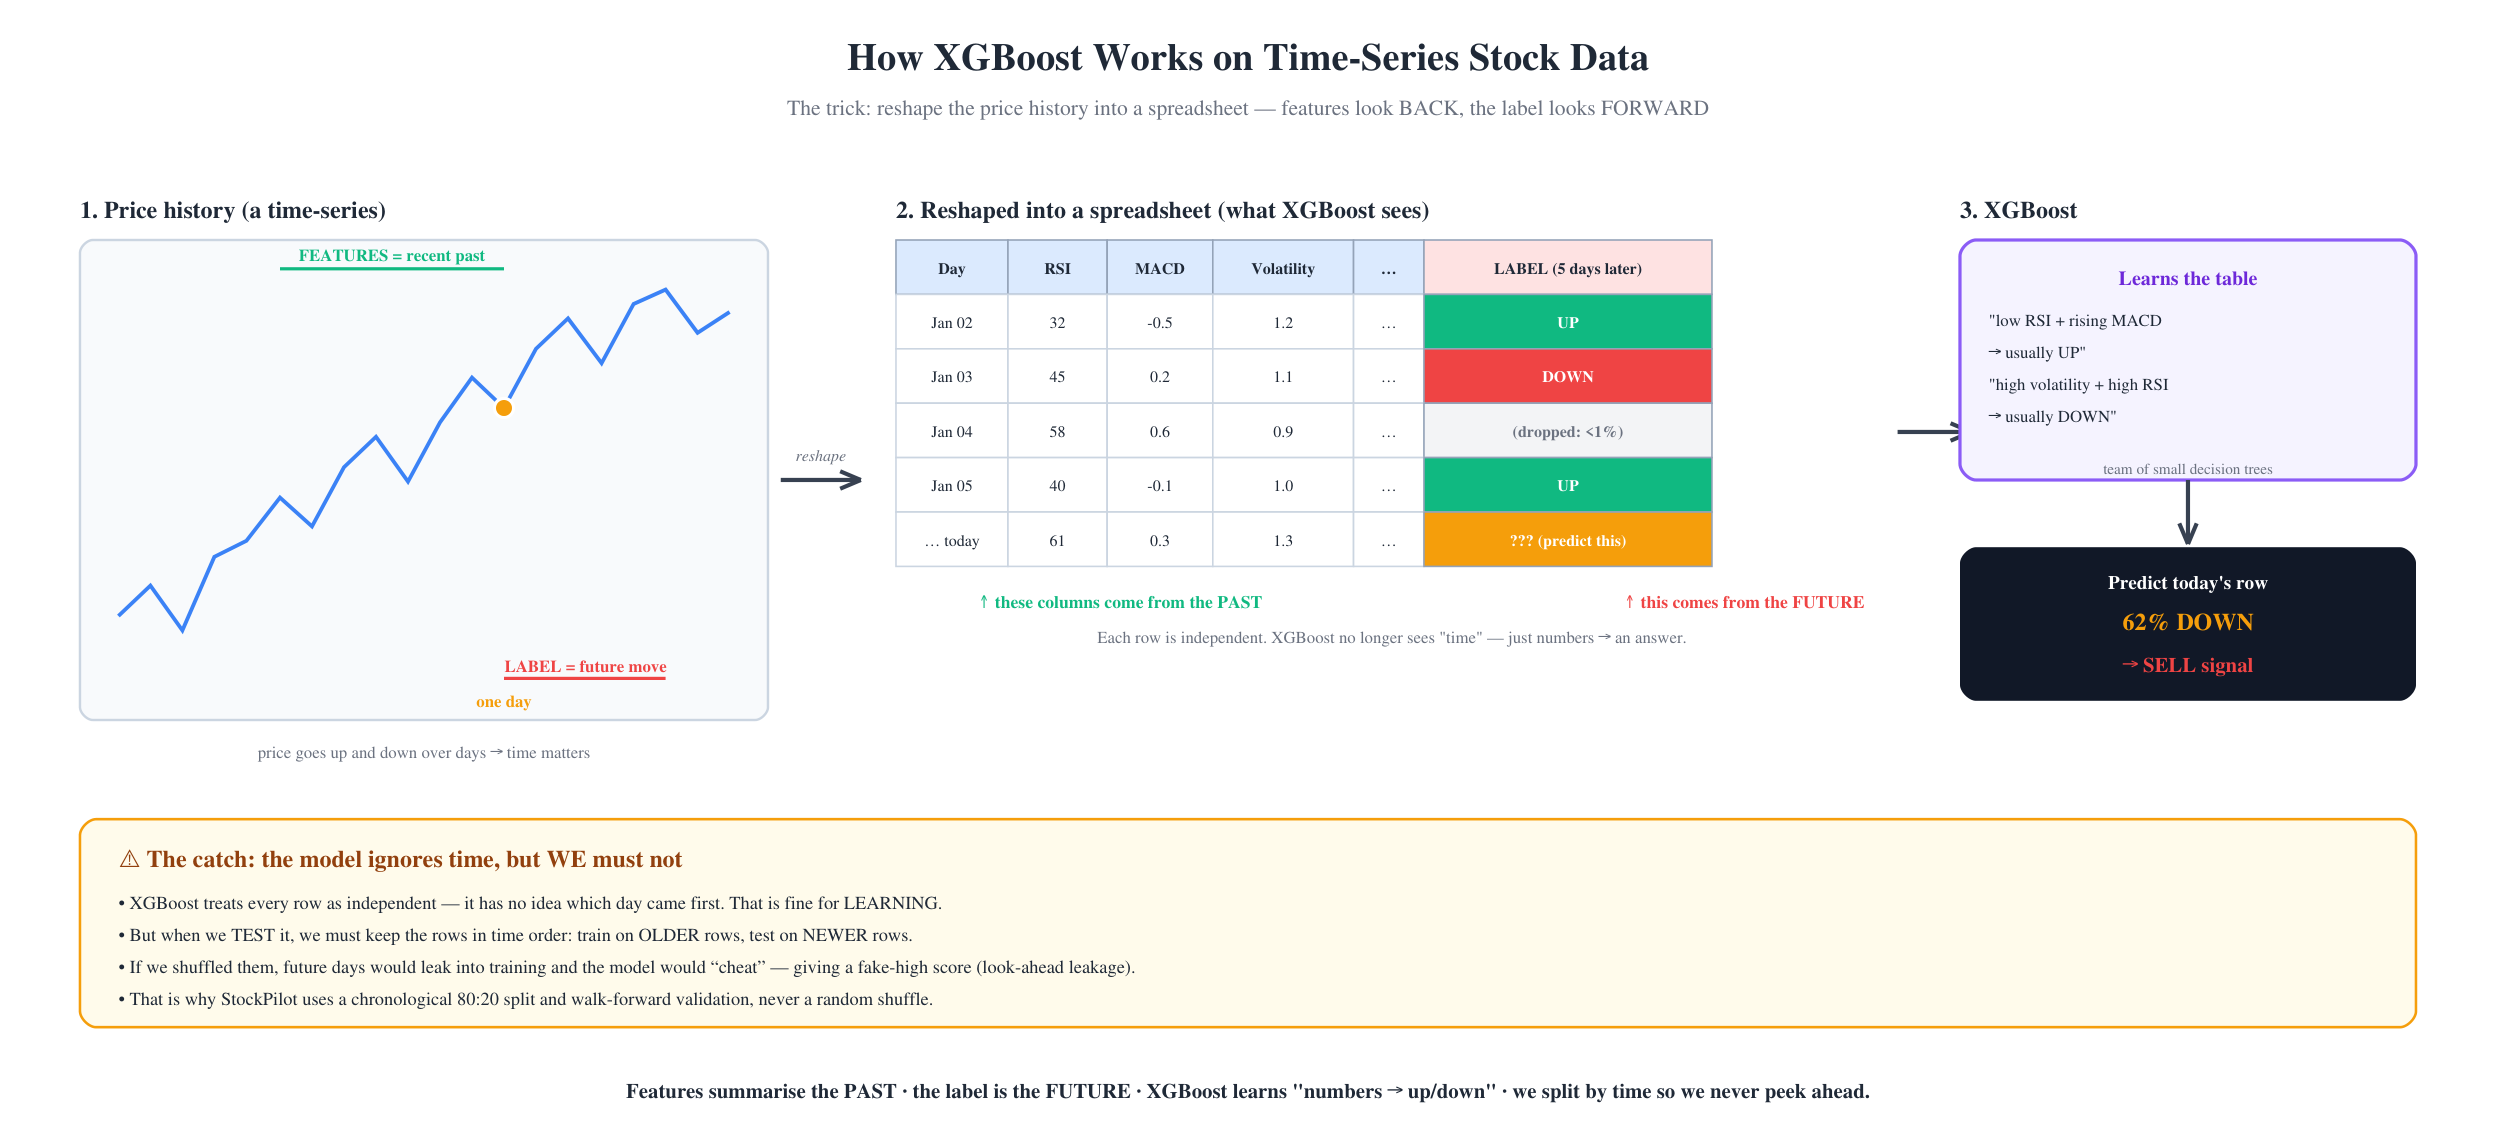 How XGBoost Works on Time-Series Stock Data
The trick: reshape the price history into a spreadsheet — features look BACK, the label looks FORWARD
1. Price history (a time-series)
FEATURES = recent past
LABEL = future move
one day
price goes up and down over days → time matters
reshape
2. Reshaped into a spreadsheet (what XGBoost sees)
Day RSI MACD Volatility … LABEL (5 days later)
Jan 02 32 -0.5 1.2 … UP
Jan 03 45 0.2 1.1 … DOWN
Jan 04 58 0.6 0.9 … (dropped: <1%)
Jan 05 40 -0.1 1.0 … UP
… today 61 0.3 1.3 … ??? (predict this)
↑ these columns come from the PAST
↑ this comes from the FUTURE
Each row is independent. XGBoost no longer sees "time" — just numbers → an answer.
3. XGBoost
Learns the table
"low RSI + rising MACD
→ usually UP"
"high volatility + high RSI
→ usually DOWN"
team of small decision trees
Predict today's row
62% DOWN
→ SELL signal
⚠ The catch: the model ignores time, but WE must not
• XGBoost treats every row as independent — it has no idea which day came first. That is fine for LEARNING.
• But when we TEST it, we must keep the rows in time order: train on OLDER rows, test on NEWER rows.
• If we shuffled them, future days would leak into training and the model would “cheat” — giving a fake-high score (look-ahead leakage).
• That is why StockPilot uses a chronological 80:20 split and walk-forward validation, never a random shuffle.
Features summarise the PAST · the label is the FUTURE · XGBoost learns "numbers → up/down" · we split by time so we never peek ahead.